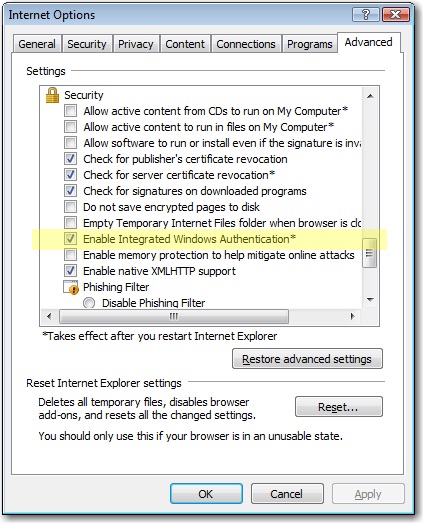 Internet Options
General Security Privacy Content Connections Programs Advanced
Settings
Security
Allow active content from CDs to run on My Computer*
Allow active content to run in files on My Computer*
Allow software to run or install even if the signature is inva
Check for publisher's certificate revocation
Check for server certificate revocation*
Check for signatures on downloaded programs
Do not save encrypted pages to disk
Empty Temporary Internet Files folder when browser is clo
Enable Integrated Windows Authentication*
Enable memory protection to help mitigate online attacks
Enable native XMLHTTP support
Phishing Filter
Disable Phishing Filter
*Takes effect after you restart Internet Explorer
Restore advanced settings
Reset Internet Explorer settings
Deletes all temporary files, disables browser
add-ons, and resets all the changed settings.
Reset...
You should only use this if your browser is in an unusable state.
OK Cancel Apply